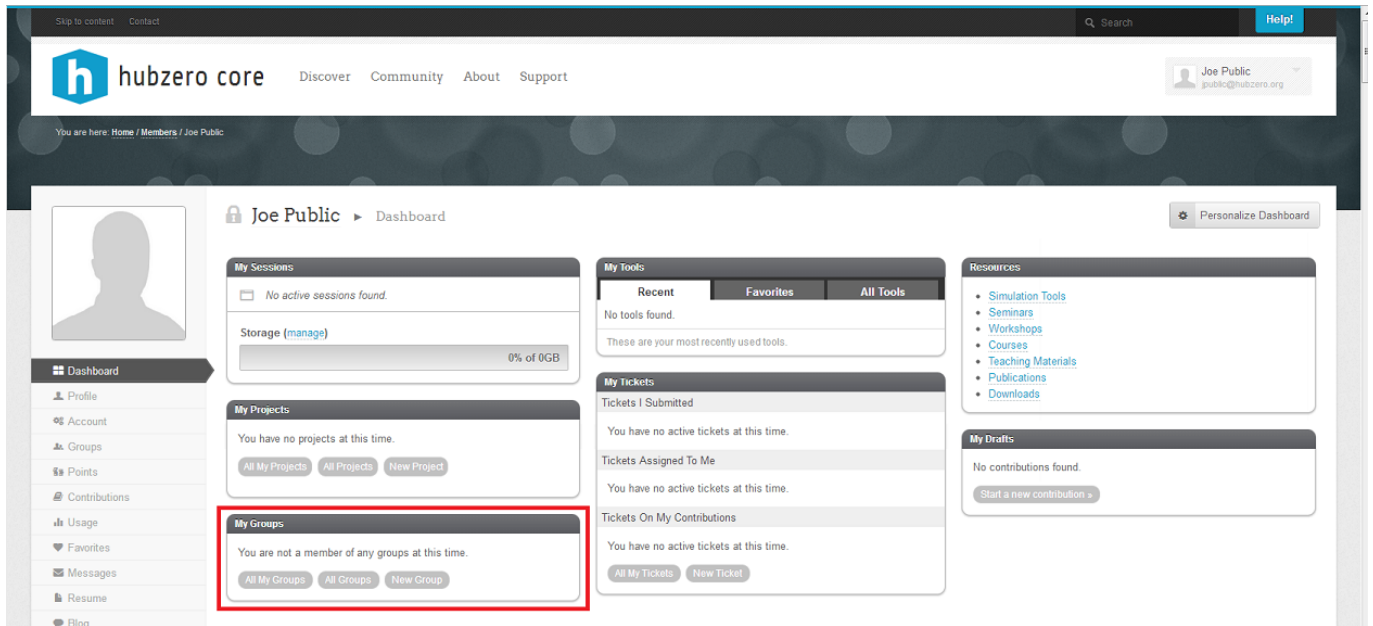 Skip to content Contact
Search
Help!
h hubzero core
Discover Community About Support
Joe Public
jpublic@hubzero.org
You are here: Home / Members / Joe Public
Joe Public ▸ Dashboard
Personalize Dashboard
Dashboard
Profile
Account
Groups
Points
Contributions
Usage
Favorites
Messages
Resume
Blog
My Sessions
No active sessions found.
Storage (manage)
0% of 0GB
My Projects
You have no projects at this time.
All My Projects All Projects New Project
My Groups
You are not a member of any groups at this time.
All My Groups All Groups New Group
My Tools
Recent Favorites All Tools
No tools found.
These are your most recently used tools.
My Tickets
Tickets I Submitted
You have no active tickets at this time.
Tickets Assigned To Me
You have no active tickets at this time.
Tickets On My Contributions
You have no active tickets at this time.
All My Tickets New Ticket
Resources
• Simulation Tools
• Seminars
• Workshops
• Courses
• Teaching Materials
• Publications
• Downloads
My Drafts
No contributions found.
Start a new contribution »